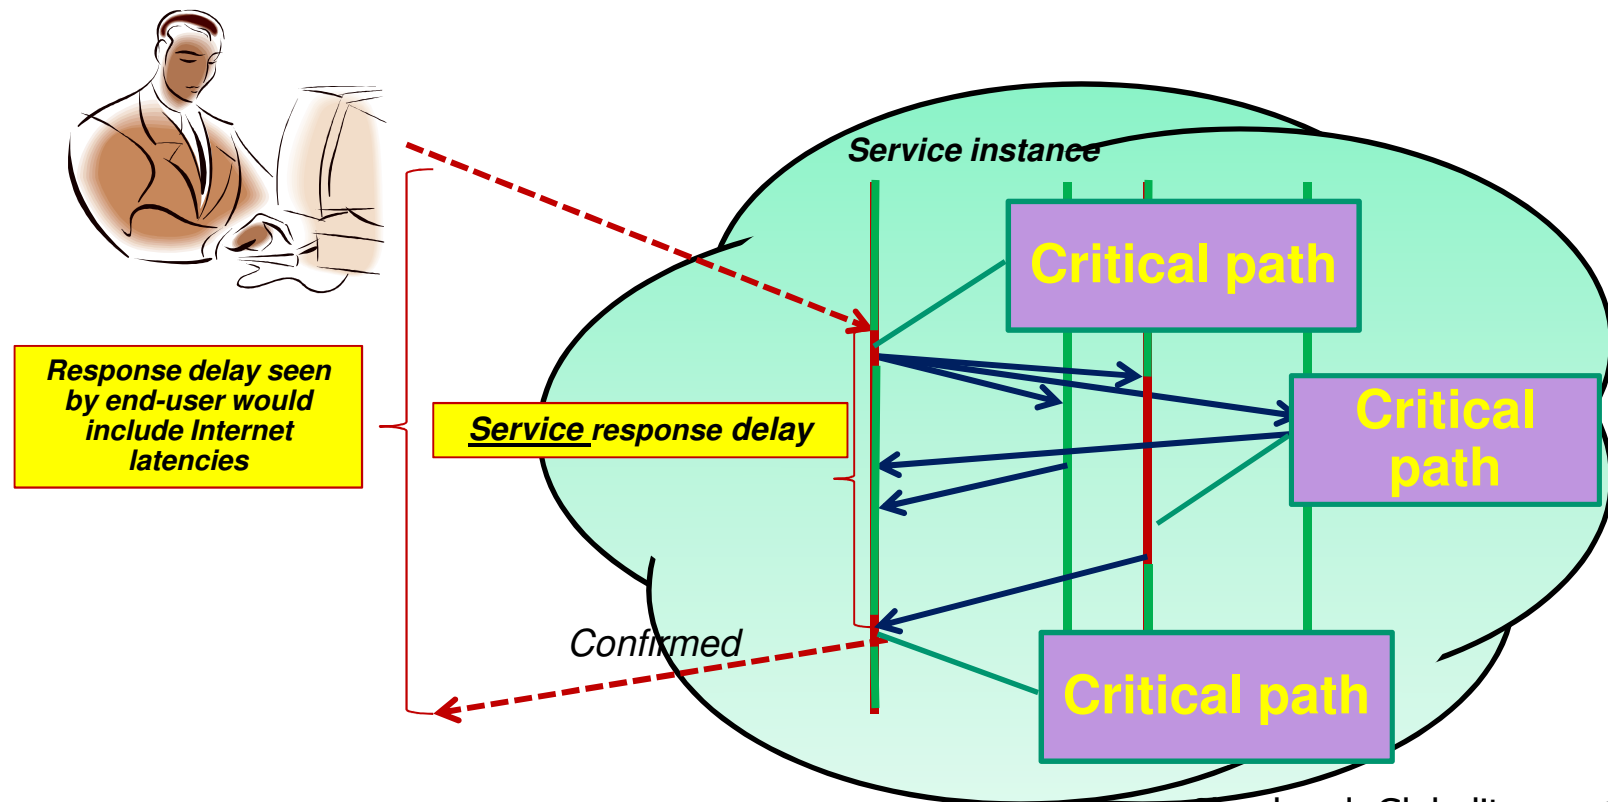 Service instance
Critical path
Response delay seen
by end-user would
include Internet
latencies
Service response delay
Critical
path
Confirmed
Critical path